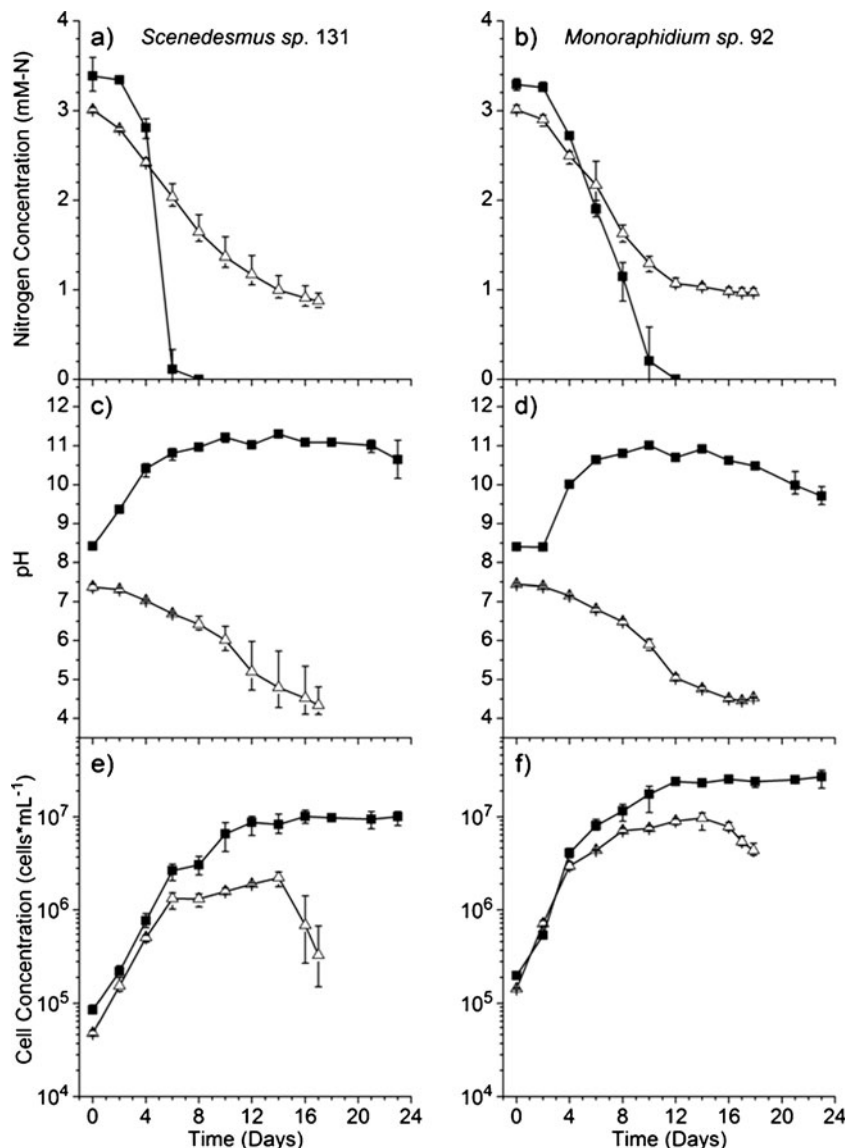 a) Scenedesmus sp. 131
b) Monoraphidium sp. 92
Nitrogen Concentration (mM-N)
4
3
2
1
0
4
3
2
1
0
c)
d)
pH
12
11
10
9
8
7
6
5
4
12
11
10
9
8
7
6
5
4
e)
f)
Cell Concentration (cells*mL⁻¹)
10⁷
10⁶
10⁵
10⁴
10⁷
10⁶
10⁵
10⁴
0 4 8 12 16 20 24
0 4 8 12 16 20 24
Time (Days)
Time (Days)